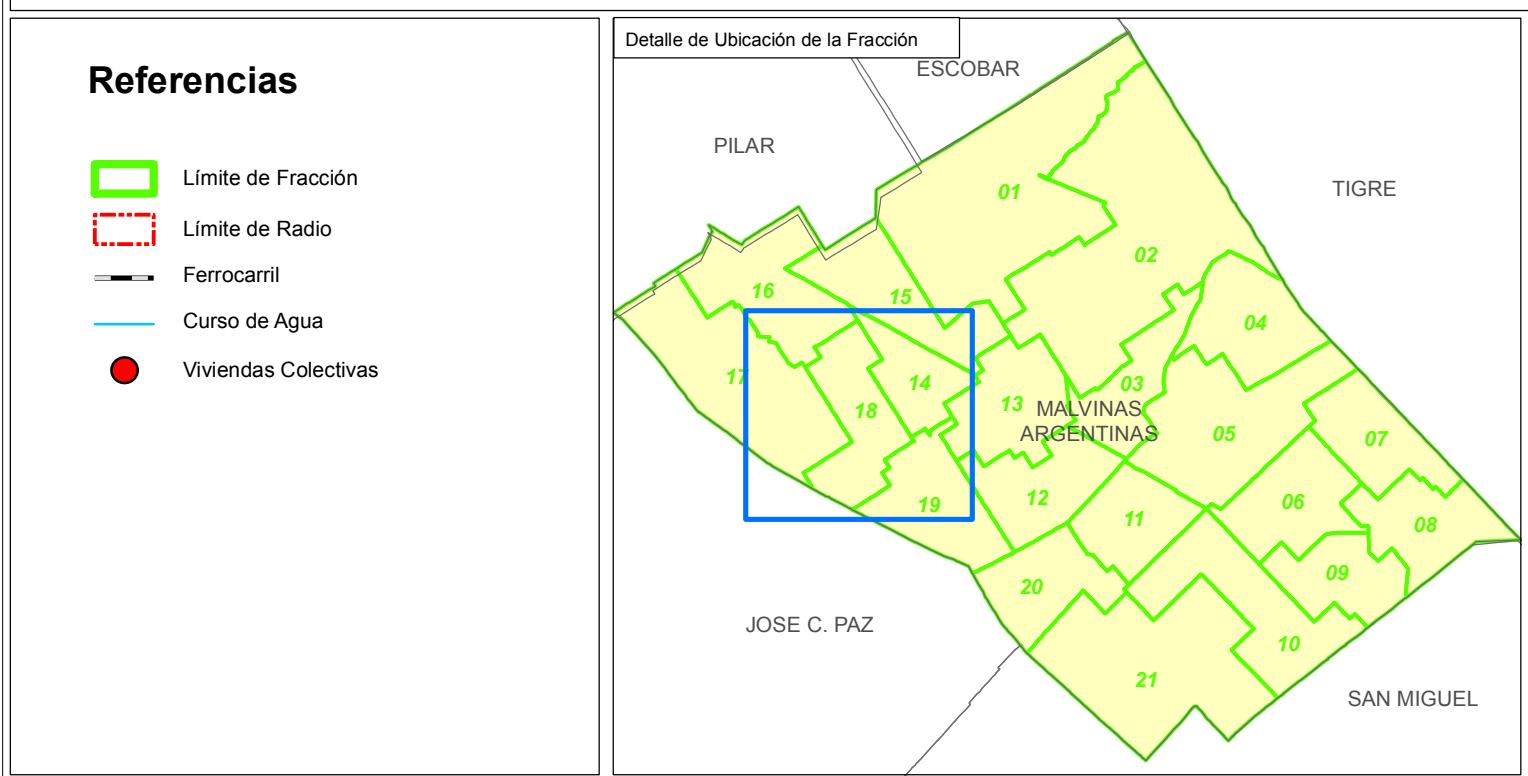 Referencias
Límite de Fracción
Límite de Radio
Ferrocarril
Curso de Agua
Viviendas Colectivas
Detalle de Ubicación de la Fracción
ESCOBAR
PILAR
TIGRE
01
02
16
15
04
17
14
03
18
13
MALVINAS
ARGENTINAS
05
07
12
19
06
11
08
09
20
JOSE C. PAZ
10
21
SAN MIGUEL